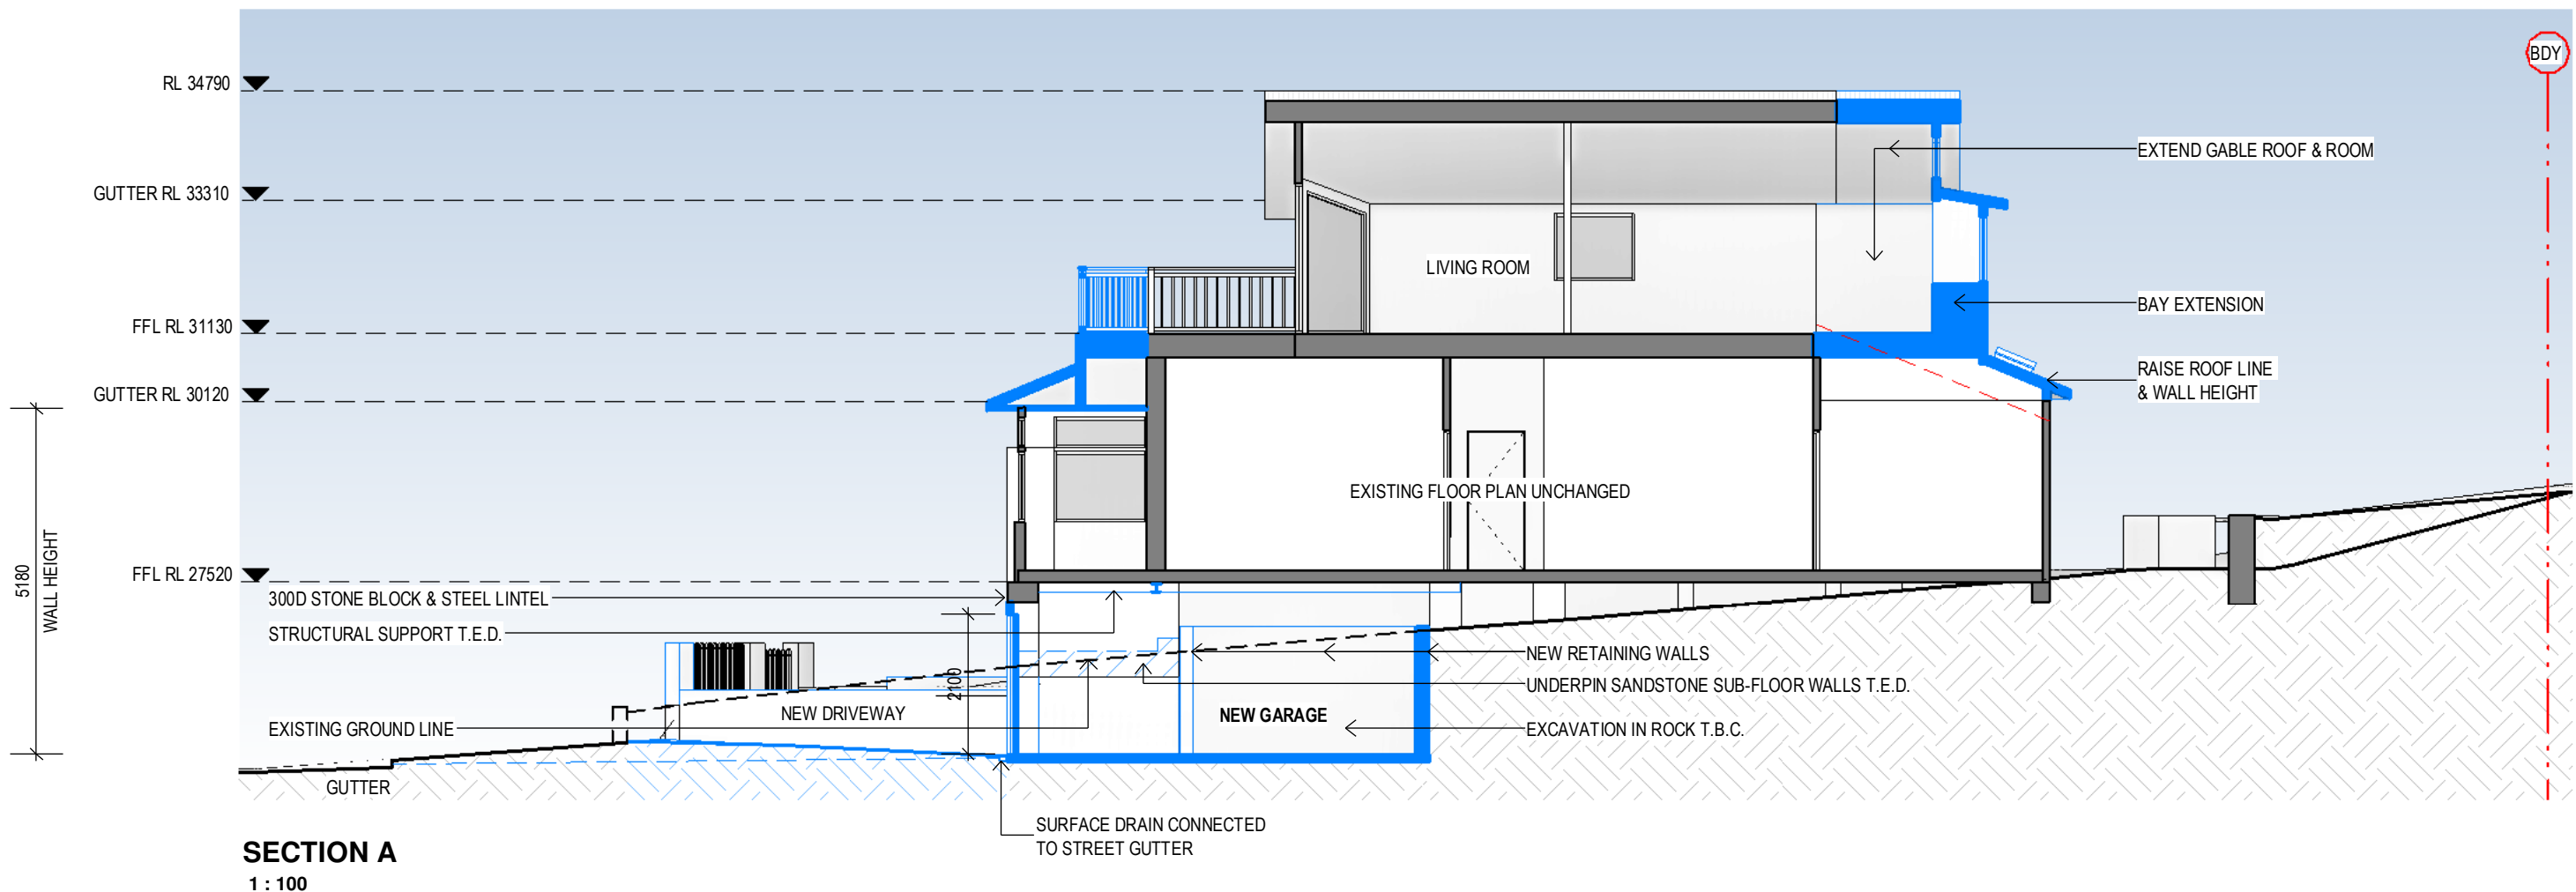 BDY
RL 34790
EXTEND GABLE ROOF & ROOM
GUTTER RL 33310
LIVING ROOM
BAY EXTENSION
FFL RL 31130
RAISE ROOF LINE
& WALL HEIGHT
GUTTER RL 30120
EXISTING FLOOR PLAN UNCHANGED
5180
WALL HEIGHT
FFL RL 27520
300D STONE BLOCK & STEEL LINTEL
STRUCTURAL SUPPORT T.E.D.
NEW RETAINING WALLS
2100
UNDERPIN SANDSTONE SUB-FLOOR WALLS T.E.D.
NEW DRIVEWAY
NEW GARAGE
EXISTING GROUND LINE
EXCAVATION IN ROCK T.B.C.
GUTTER
SURFACE DRAIN CONNECTED
TO STREET GUTTER
SECTION A
1 : 100